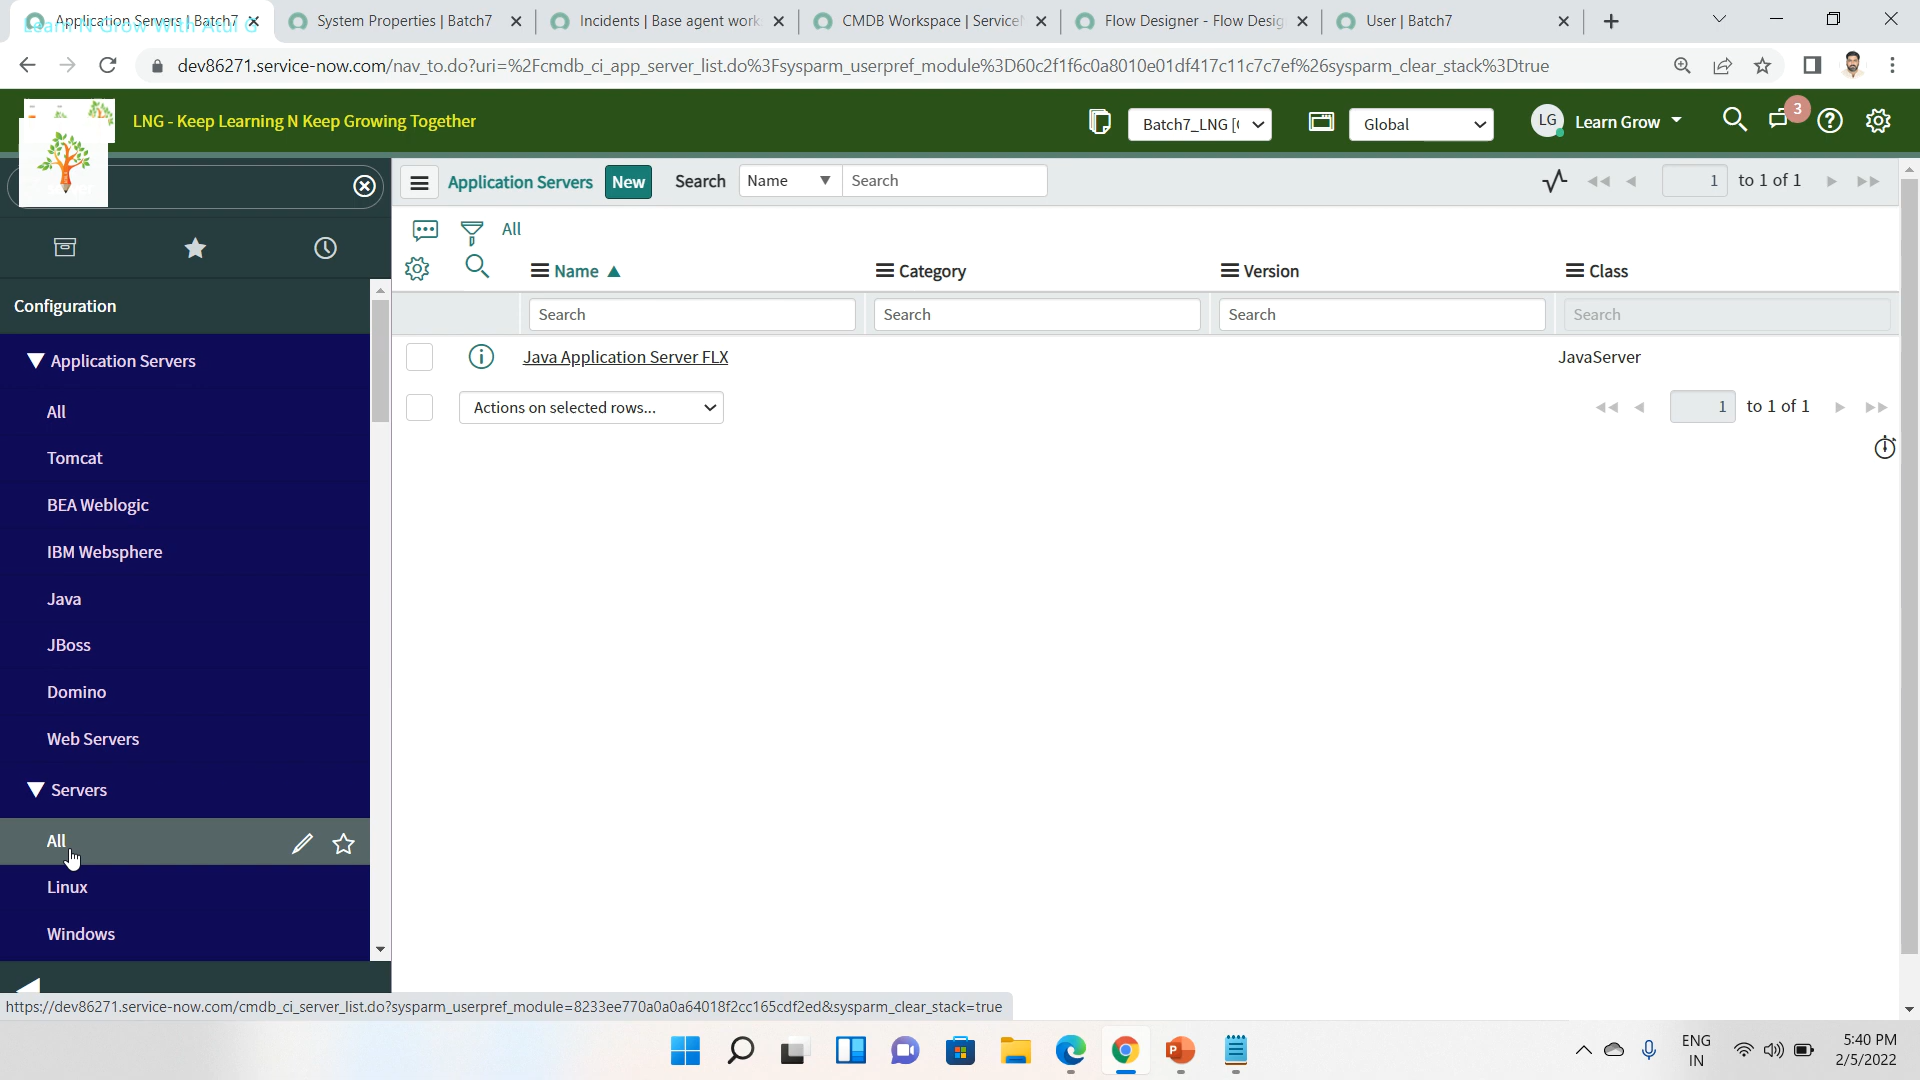 Application Servers | Batch7
Learn N Grow With Atul G
System Properties | Batch7
Incidents | Base agent work
CMDB Workspace | Service
Flow Designer - Flow Desig
User | Batch7
dev86271.service-now.com/nav_to.do?uri=%2Fcmdb_ci_app_server_list.do%3Fsysparm_userpref_module%3D60c2f1f6c0a8010e01df417c11c7c7ef%26sysparm_clear_stack%3Dtrue
LNG - Keep Learning N Keep Growing Together
Batch7_LNG [(
Global
LG
Learn Grow
3
Application Servers
New
Search
Name
Search
1
to 1 of 1
All
Name
Category
Version
Class
Search
Search
Search
Search
Java Application Server FLX
JavaServer
Actions on selected rows...
1
to 1 of 1
Configuration
Application Servers
All
Tomcat
BEA Weblogic
IBM Websphere
Java
JBoss
Domino
Web Servers
Servers
All
Linux
Windows
https://dev86271.service-now.com/cmdb_ci_server_list.do?sysparm_userpref_module=8233ee770a0a0a64018f2cc165cdf2ed&sysparm_clear_stack=true
ENG
IN
5:40 PM
2/5/2022